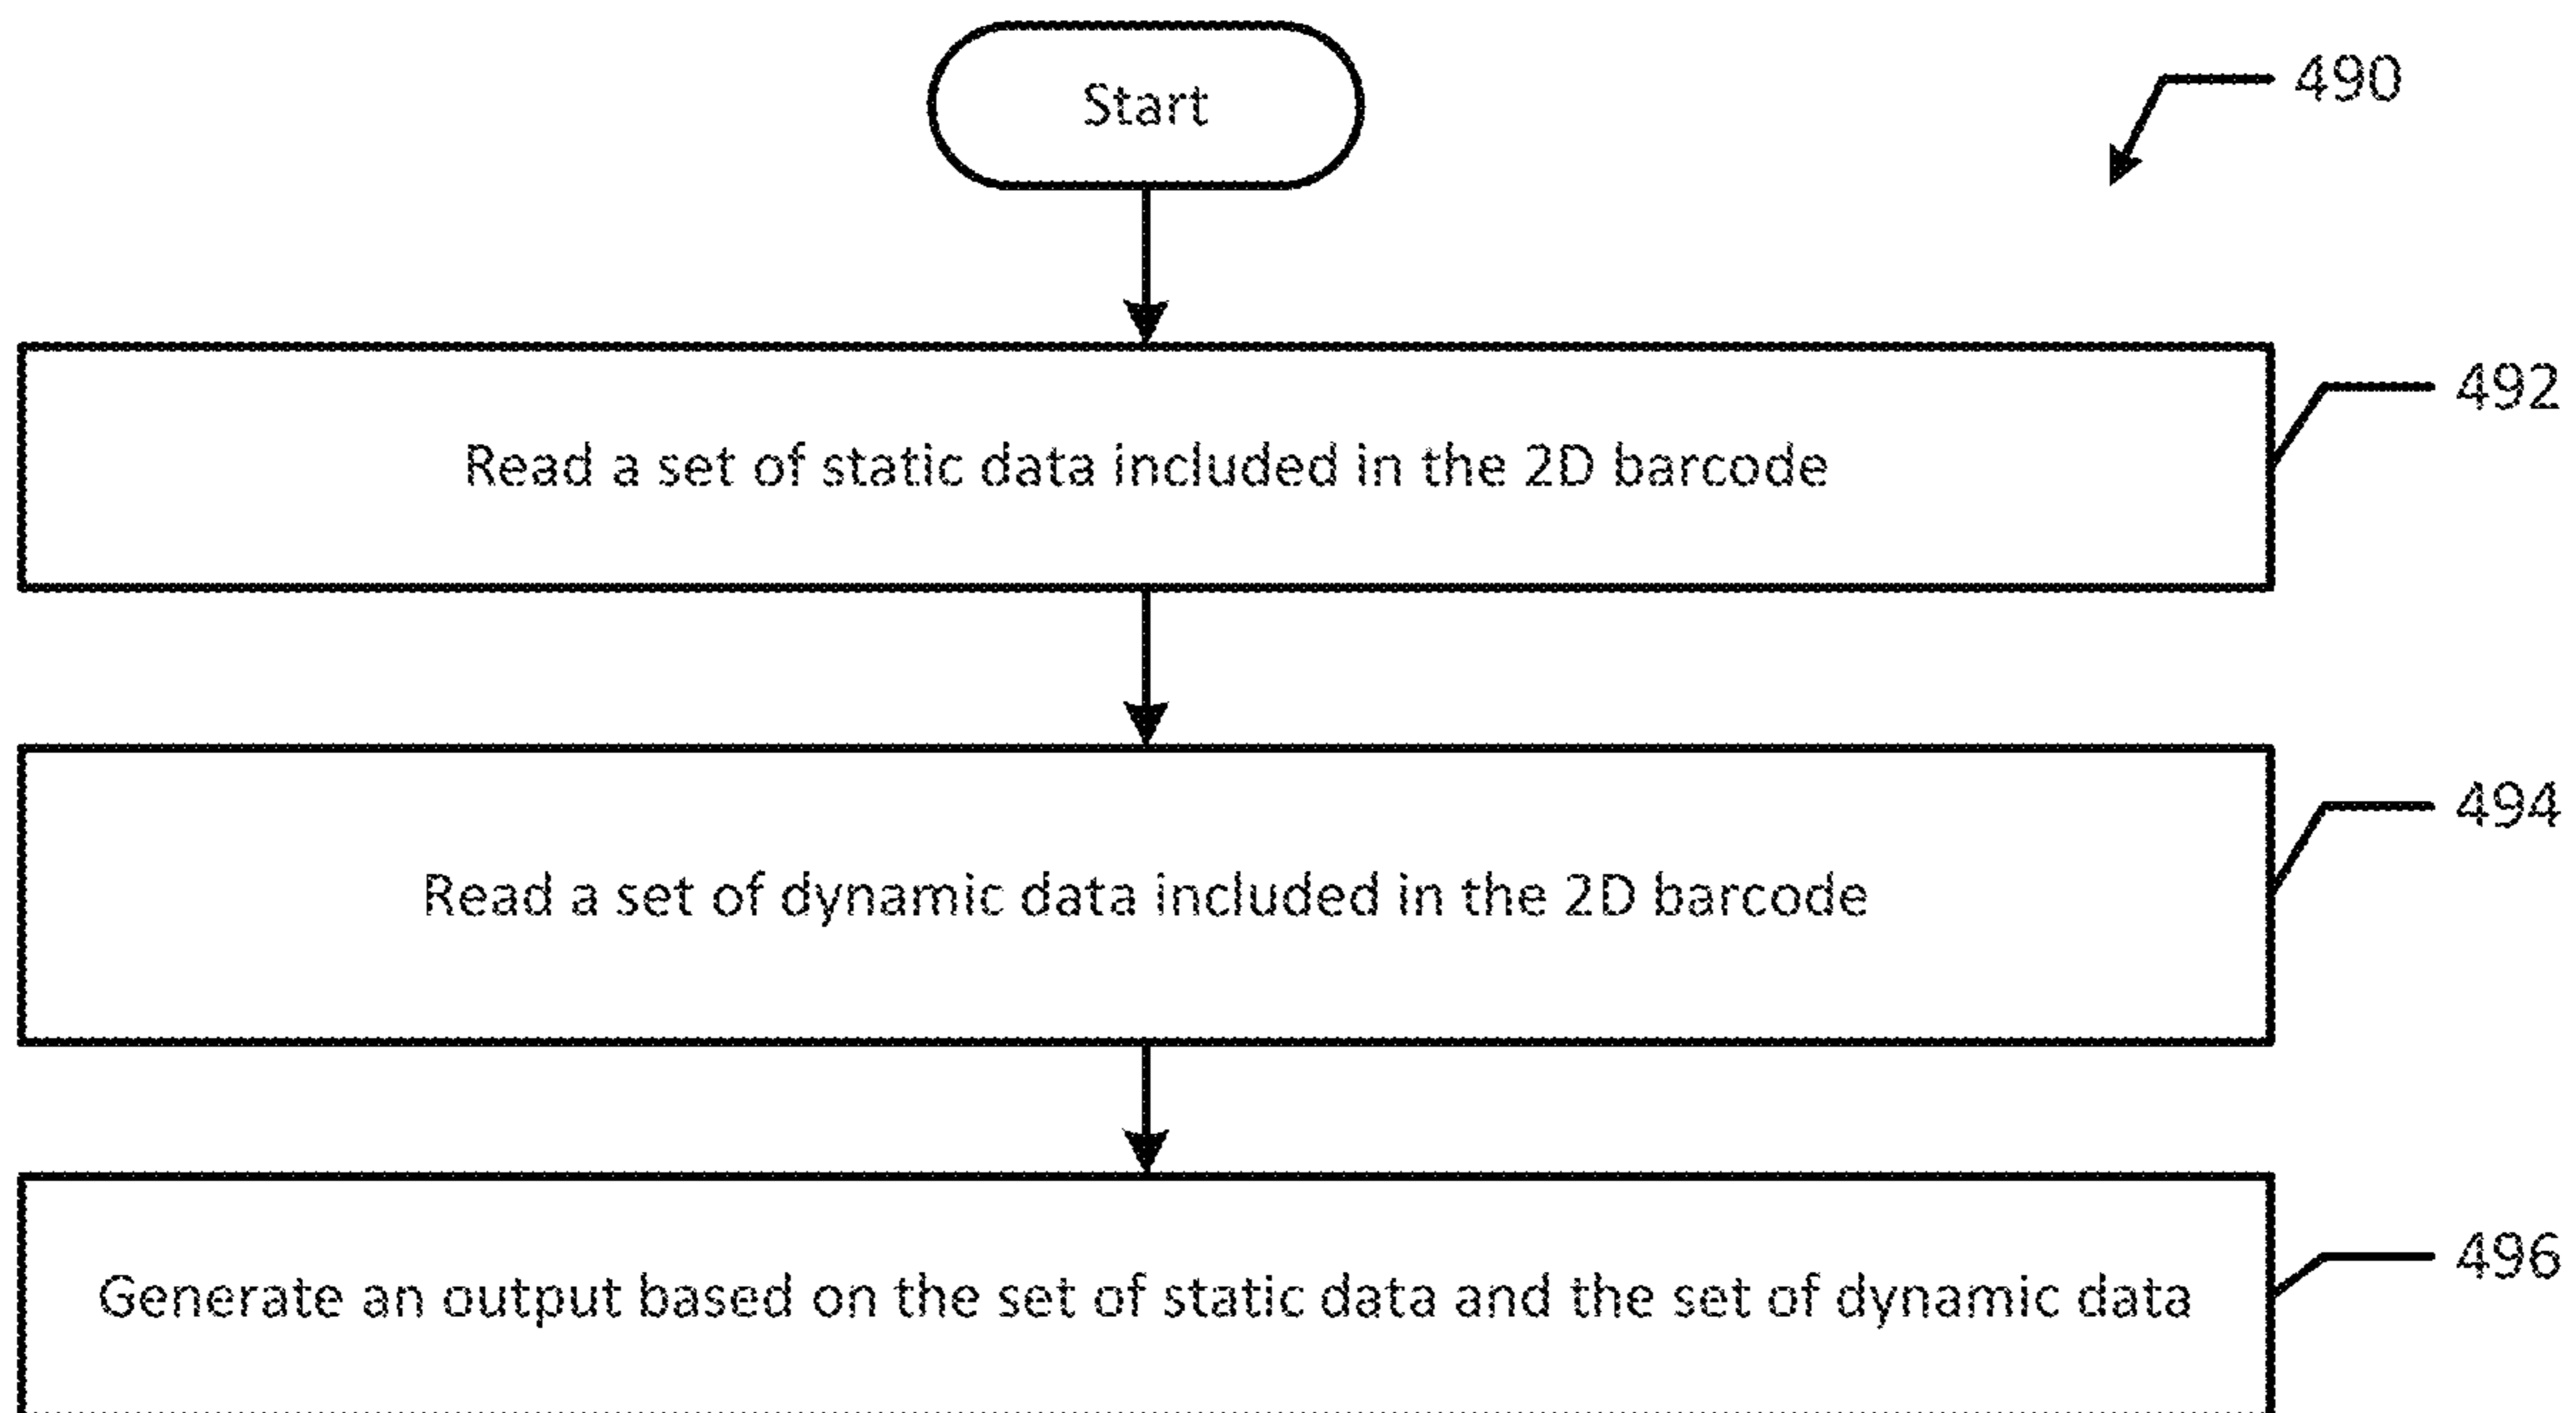 Start
490
492
Read a set of static data included in the 2D barcode
494
Read a set of dynamic data included in the 2D barcode
496
Generate an output based on the set of static data and the set of dynamic data